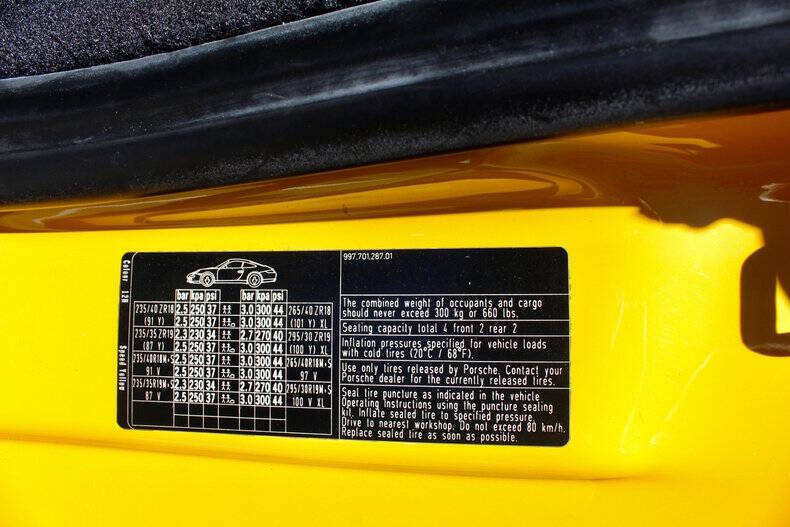 Colour: 12H Speed Yellow
997.701.287.01
bar kpa psi bar kpa psi
235/40 ZR18 2.5 250 37 3.0 300 44 265/40 ZR18
(91 Y) 2.5 250 37 3.0 300 44 (101 Y) XL
235/35 ZR19 2.3 230 34 2.7 270 40 295/30 ZR19
(87 Y) 2.5 250 37 3.0 300 44 (100 Y) XL
235/40R18M+S 2.5 250 37 3.0 300 44 265/40R18M+S
91 V 2.5 250 37 3.0 300 44 97 V
235/35R19M+S 2.3 230 34 2.7 270 40 295/30R19M+S
87 V 2.5 250 37 3.0 300 44 100 V XL
The combined weight of occupants and cargo
should never exceed 300 kg or 660 lbs.
Seating capacity total 4 front 2 rear 2
Inflation pressures specified for vehicle loads
with cold tires (20°C / 68°F).
Use only tires released by Porsche. Contact your
Porsche dealer for the currently released tires.
Seal tire puncture as indicated in the vehicle
Operating Instructions using the puncture sealing
kit. Inflate sealed tire to specified pressure.
Drive to nearest workshop. Do not exceed 80 km/h.
Replace sealed tire as soon as possible.